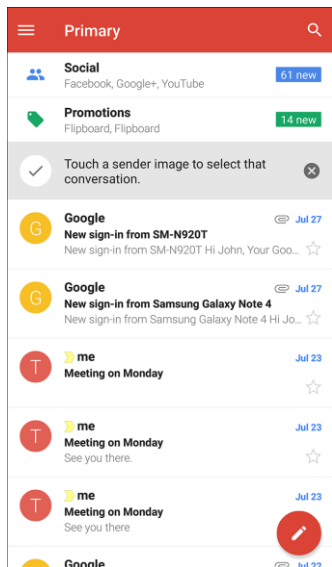 Primary
Social
Facebook, Google+, YouTube
61 new
Promotions
Flipboard, Flipboard
14 new
Touch a sender image to select that
conversation.
G
Google
Jul 27
New sign-in from SM-N920T
New sign-in from SM-N920T Hi John, Your Goo...
G
Google
Jul 27
New sign-in from Samsung Galaxy Note 4
New sign-in from Samsung Galaxy Note 4 Hi Jo...
T
me
Jul 23
Meeting on Monday
T
me
Jul 23
Meeting on Monday
See you there.
T
me
Jul 23
Meeting on Monday
See you there
Google
Jul 22